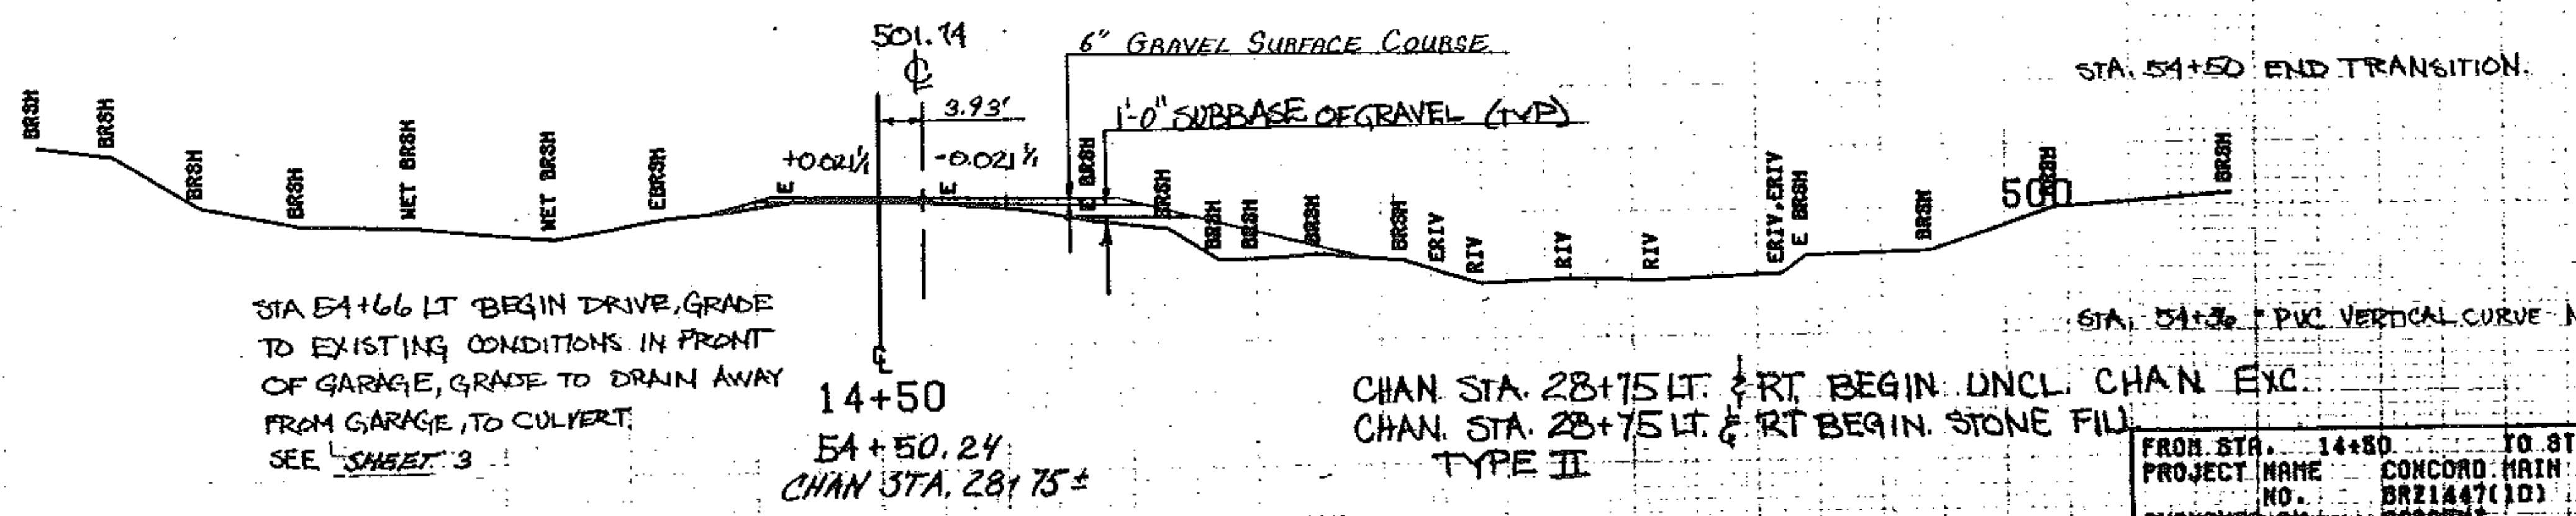 501.74
℄
6" GRAVEL SURFACE COURSE
STA. 54+50 END TRANSITION.
3.93'
1'-0" SUBBASE OF GRAVEL (TYP)
+0.021 1/1
-0.021 1/1
BRSH
BRSH
BRSH
BRSH
WET BRSH
WET BRSH
EBRSH
E
E
E BRSH
BRSH
BRSH
BRSH
BRSH
BRSH
ERIV
RIV
RIV
RIV
ERIV,ERIV
E BRSH
BRSH
500
BRSH
BRSH
STA 54+66 LT BEGIN DRIVE, GRADE
TO EXISTING CONDITIONS IN FRONT
OF GARAGE, GRADE TO DRAIN AWAY
FROM GARAGE, TO CULVERT.
SEE SHEET 3
℄
14+50
54+50.24
CHAN STA. 28+75±
STA. 54+36 PVC VERTICAL CURVE
CHAN STA. 28+75 LT. & RT. BEGIN UNCL. CHAN EXC.
CHAN. STA. 28+75 LT. & RT BEGIN. STONE FILL
TYPE II
FROM STA. 14+50 TO ST
PROJECT NAME CONCORD MAIN
NO. BRZ1447(10)